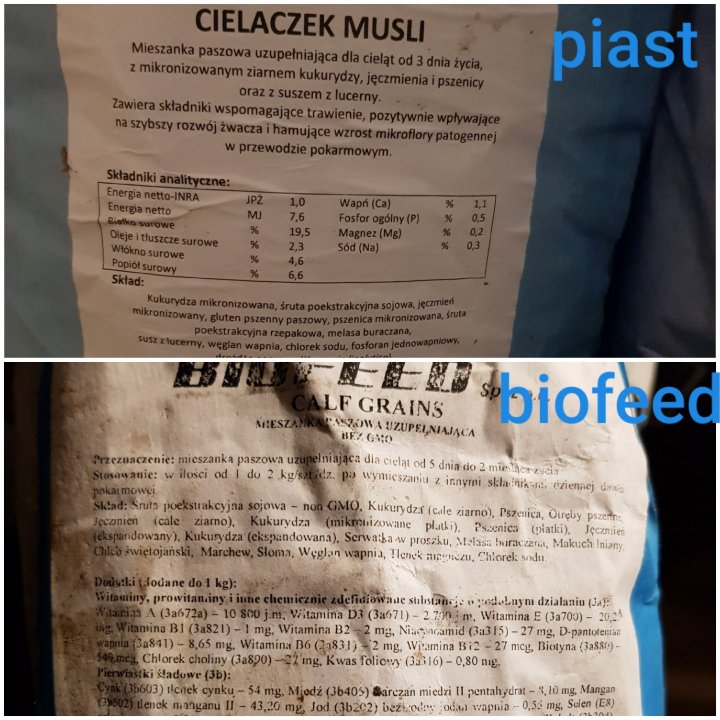 CIELACZEK MUSLI
piast
Mieszanka paszowa uzupełniająca dla cieląt od 3 dnia życia,
z mikronizowanym ziarnem kukurydzy, jęczmienia i pszenicy
oraz z suszem z lucerny.
Zawiera składniki wspomagające trawienie, pozytywnie wpływające
na szybszy rozwój żwacza i hamujące wzrost mikroflory patogennej
w przewodzie pokarmowym.
Składniki analityczne:
Energia netto-INRA JPŻ 1,0 Wapń (Ca) % 1,1
Energia netto MJ 7,6 Fosfor ogólny (P) % 0,5
Białko surowe % 19,5 Magnez (Mg) % 0,2
Oleje i tłuszcze surowe % 2,3 Sód (Na) % 0,3
Włókno surowe % 4,6
Popiół surowy % 6,6
Skład:
Kukurydza mikronizowana, śruta poekstrakcyjna sojowa, jęczmień
mikronizowany, gluten pszenny paszowy, pszenica mikronizowana, śruta
poekstrakcyjna rzepakowa, melasa buraczana,
susz z lucerny, węglan wapnia, chlorek sodu, fosforan jednowapniowy,
BIOFEED
biofeed
CALF GRAINS
MIESZANKA PASZOWA UZUPEŁNIAJĄCA
BEZ GMO
Przeznaczenie: mieszanka paszowa uzupełniająca dla cieląt od 5 dnia do 2 miesiąca życia
Stosowanie: w ilości od 1 do 2 kg/szt/dz. po wymieszaniu z innymi składnikami dziennej dawki
pokarmowej
Skład: Śruta poekstrakcyjna sojowa – non GMO, Kukurydza (całe ziarno), Pszenica, Otręby pszenne,
Jęczmień (całe ziarno), Kukurydza (mikronizowane płatki), Pszenica (płatki), Jęczmień
(ekspandowany), Kukurydza (ekspandowana), Serwatka w proszku, Melasa buraczana, Makuch lniany,
Chleb świętojański, Marchew, Słoma, Węglan wapnia, Tlenek magnezu, Chlorek sodu.
Dodatki (dodane do 1 kg):
Witaminy, prowitaminy i inne chemicznie zdefiniowane substancje o podobnym działaniu (3a):
Witamina A (3a672a) – 10 800 j.m, Witamina D3 (3a671) – j.m, Witamina E (3a700) –
mg, Witamina B1 (3a821) – 1 mg, Witamina B2 – 2 mg, Niacynamid (3a315) – 27 mg, D-pantotenian
wapnia (3a841) – 8,65 mg, Witamina B6 (3a831) – 2 mg, Witamina B12 – 27 mcg, Biotyna (3a880) –
540 mcg, Chlorek choliny (3a890) – 27 mg, Kwas foliowy (3a316) – 0,80 mg.
Pierwiastki śladowe (3b):
Cynk (3b603) tlenek cynku – 54 mg, Miedź (3b405) Siarczan miedzi II pentahydrat – 8,10 mg, Mangan
(3b502) tlenek manganu II – 43,20 mg, Jod (3b202) bezwodny jodan wapnia – 0,55 mg, Selen (E8)